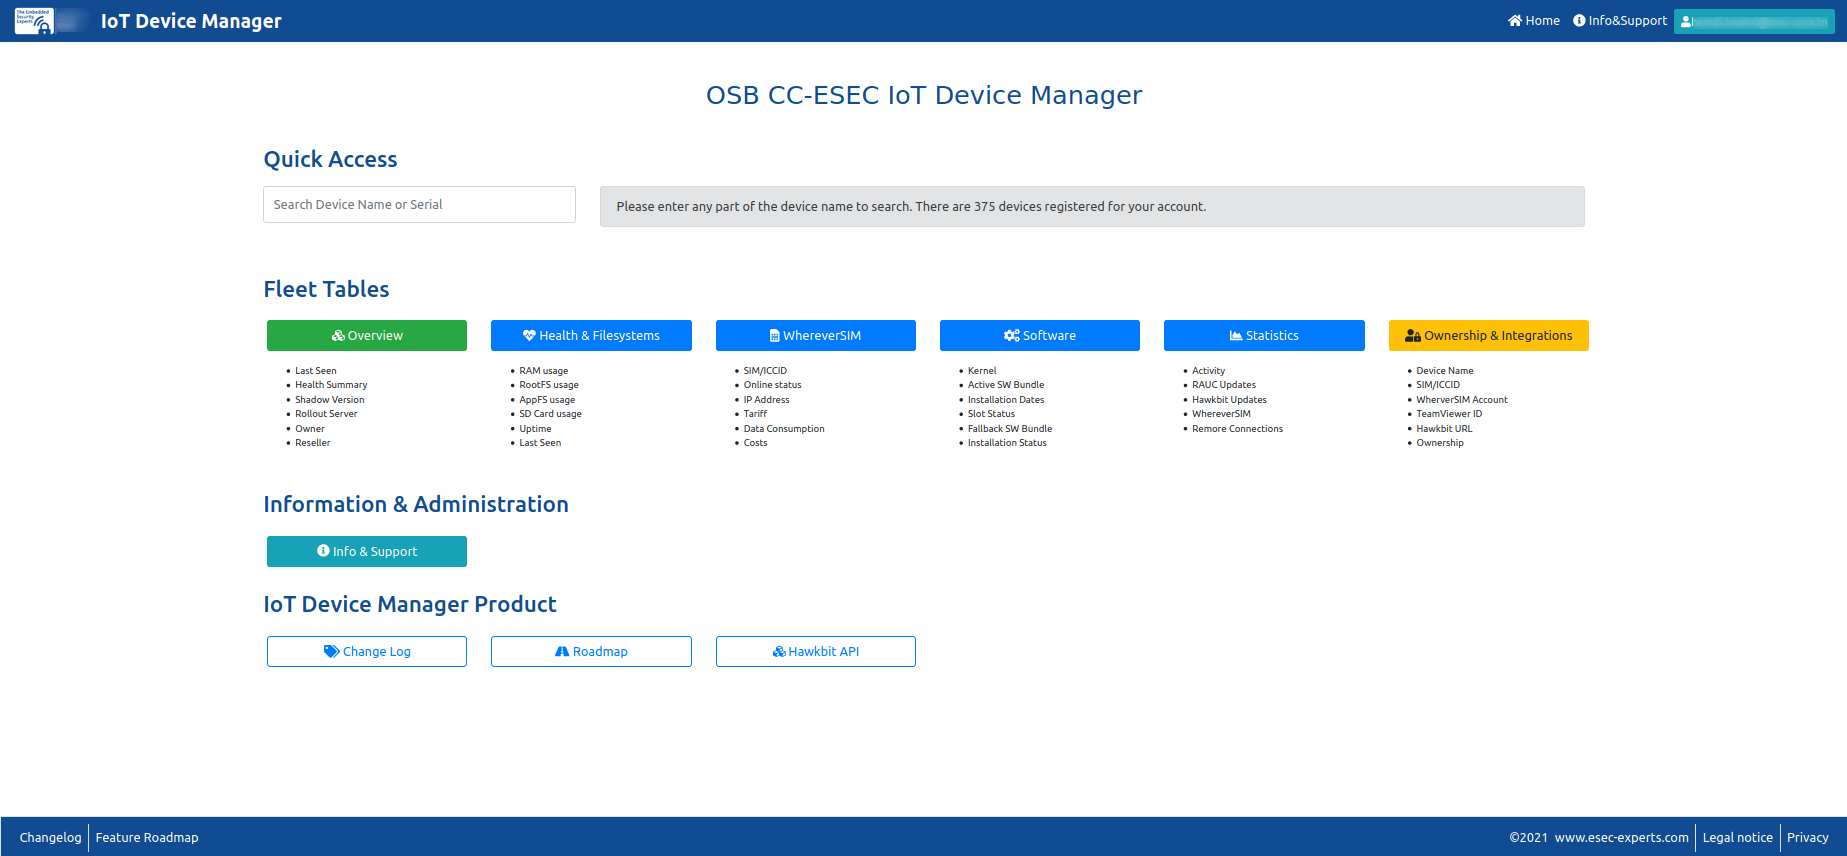 The Embedded
Security
Experts
IoT Device Manager
Home
Info&Support
OSB CC-ESEC IoT Device Manager
Quick Access
Search Device Name or Serial
Please enter any part of the device name to search. There are 375 devices registered for your account.
Fleet Tables
Overview
Last Seen
Health Summary
Shadow Version
Rollout Server
Owner
Reseller
Health & Filesystems
RAM usage
RootFS usage
AppFS usage
SD Card usage
Uptime
Last Seen
WhereverSIM
SIM/ICCID
Online status
IP Address
Tariff
Data Consumption
Costs
Software
Kernel
Active SW Bundle
Installation Dates
Slot Status
Fallback SW Bundle
Installation Status
Statistics
Activity
RAUC Updates
Hawkbit Updates
WhereverSIM
Remore Connections
Ownership & Integrations
Device Name
SIM/ICCID
WherverSIM Account
TeamViewer ID
Hawkbit URL
Ownership
Information & Administration
Info & Support
IoT Device Manager Product
Change Log
Roadmap
Hawkbit API
Changelog
Feature Roadmap
©2021 www.esec-experts.com
Legal notice
Privacy